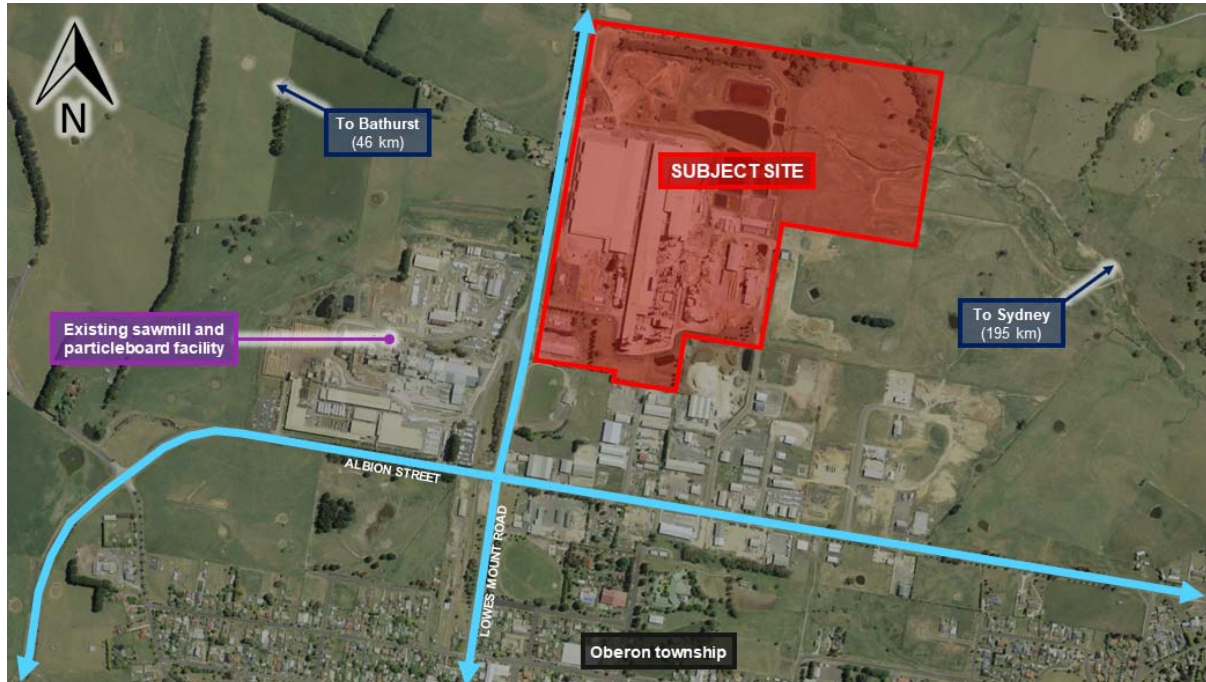 N
To Bathurst
(46 km)
SUBJECT SITE
To Sydney
(195 km)
Existing sawmill and
particleboard facility
ALBION STREET
LOWES MOUNT ROAD
Oberon township